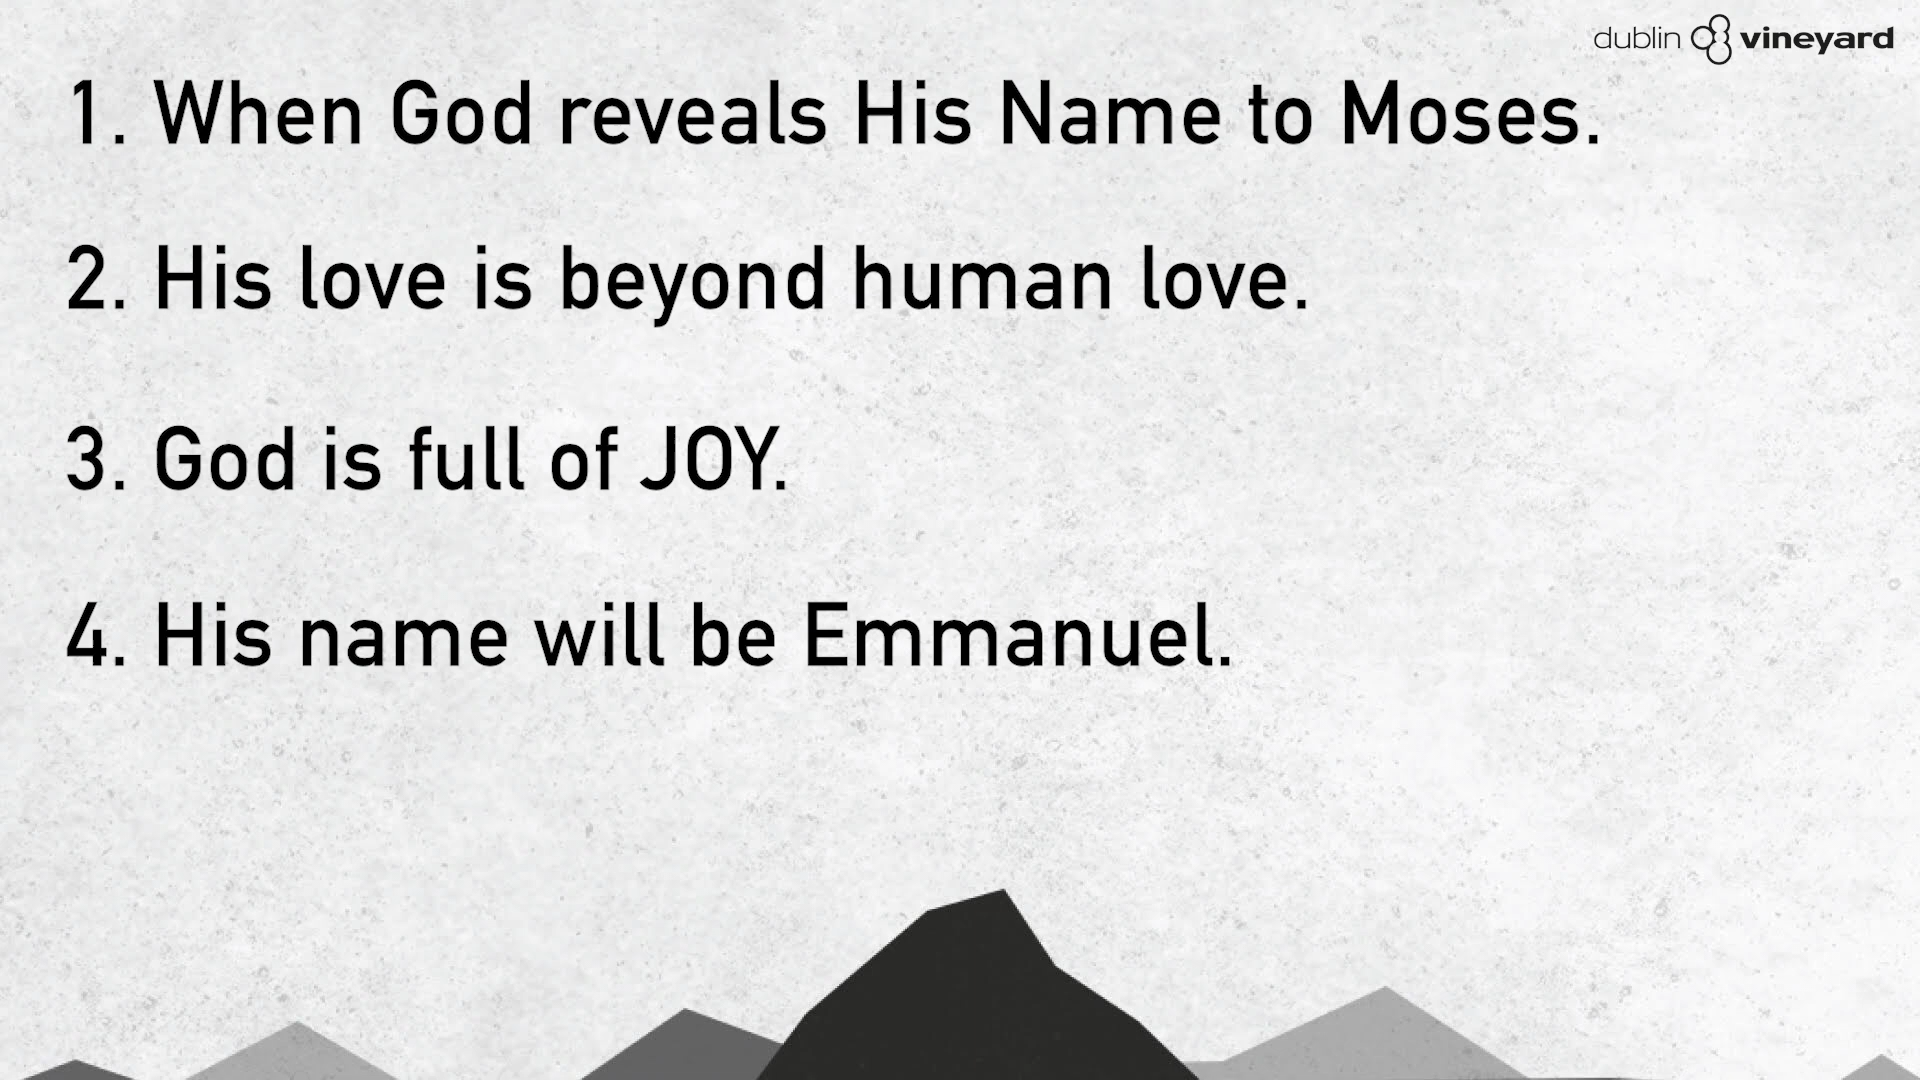 dublin vineyard
1. When God reveals His Name to Moses.
2. His love is beyond human love.
3. God is full of JOY.
4. His name will be Emmanuel.